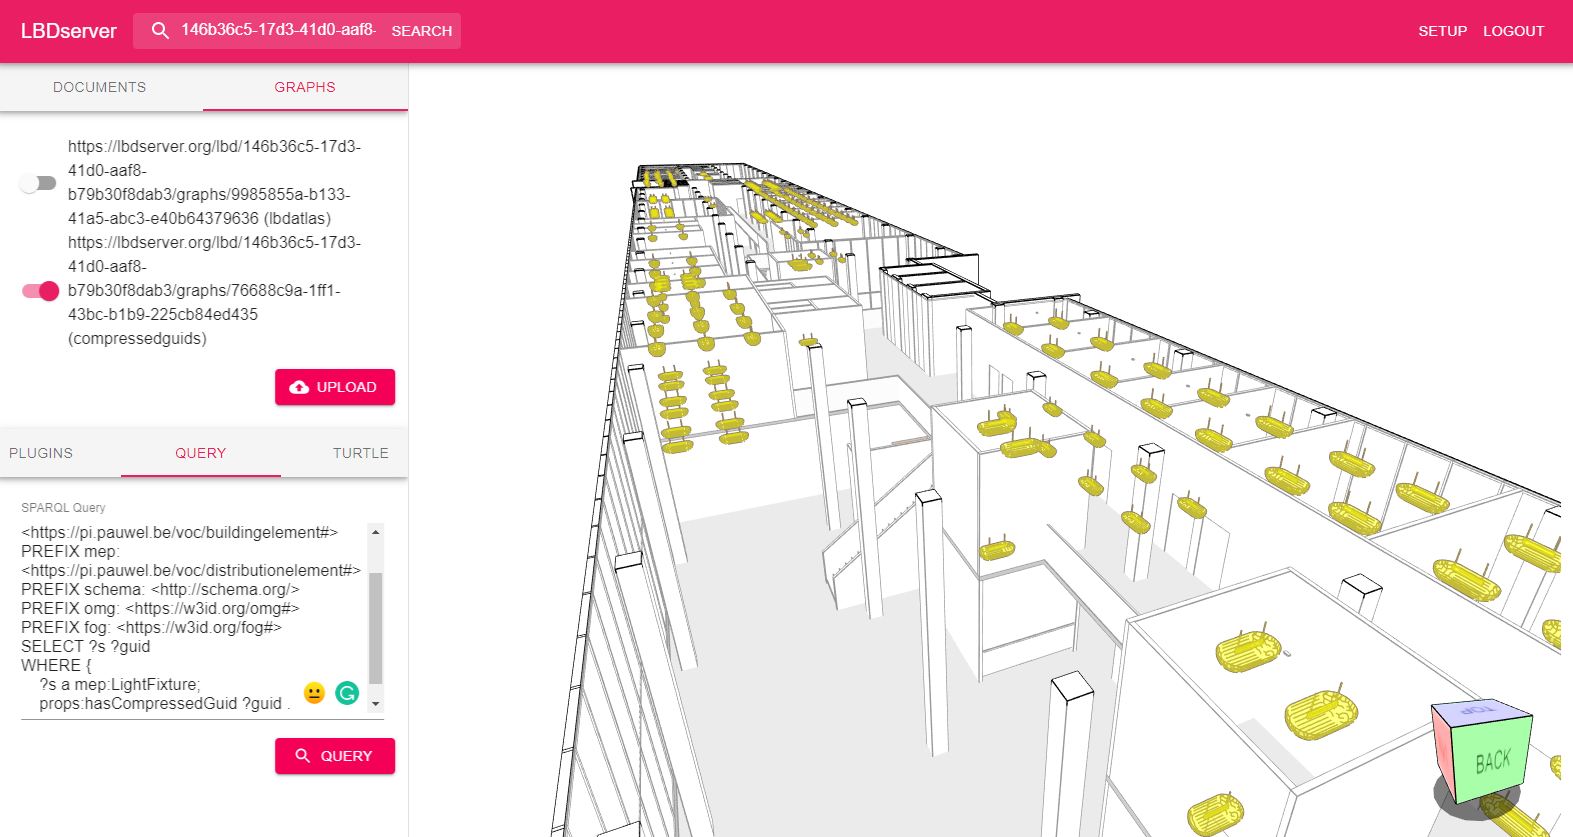 LBDserver
146b36c5-17d3-41d0-aaf8-
SEARCH
SETUP
LOGOUT
DOCUMENTS
GRAPHS
https://lbdserver.org/lbd/146b36c5-17d3-
41d0-aaf8-
b79b30f8dab3/graphs/9985855a-b133-
41a5-abc3-e40b64379636 (lbdatlas)
https://lbdserver.org/lbd/146b36c5-17d3-
41d0-aaf8-
b79b30f8dab3/graphs/76688c9a-1ff1-
43bc-b1b9-225cb84ed435
(compressedguids)
UPLOAD
PLUGINS
QUERY
TURTLE
SPARQL Query
<https://pi.pauwel.be/voc/buildingelement#>
PREFIX mep:
<https://pi.pauwel.be/voc/distributionelement#>
PREFIX schema: <http://schema.org/>
PREFIX omg: <https://w3id.org/omg#>
PREFIX fog: <https://w3id.org/fog#>
SELECT ?s ?guid
WHERE {
?s a mep:LightFixture;
props:hasCompressedGuid ?guid .
QUERY
TOP
BACK